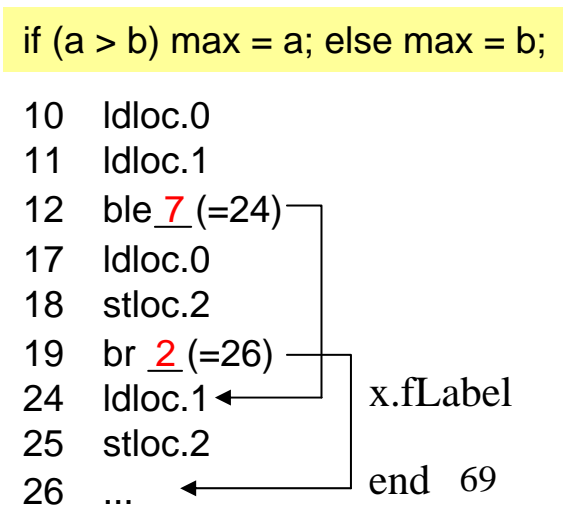 if (a > b) max = a; else max = b;
10 ldloc.0
11 ldloc.1
12 ble 7 (=24)
17 ldloc.0
18 stloc.2
19 br 2 (=26)
24 ldloc.1 x.fLabel
25 stloc.2
26 ... end 69